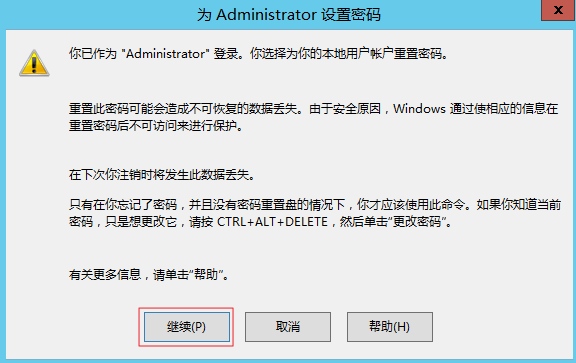 为 Administrator 设置密码
x
你已作为 "Administrator" 登录。你选择为你的本地用户帐户重置密码。
重置此密码可能会造成不可恢复的数据丢失。由于安全原因，Windows 通过使相应的信息在
重置密码后不可访问来进行保护。
在下次你注销时将发生此数据丢失。
只有在你忘记了密码，并且没有密码重置盘的情况下，你才应该使用此命令。如果你知道当前
密码，只是想更改它，请按 CTRL+ALT+DELETE，然后单击“更改密码”。
有关更多信息，请单击“帮助”。
继续(P)
取消
帮助(H)